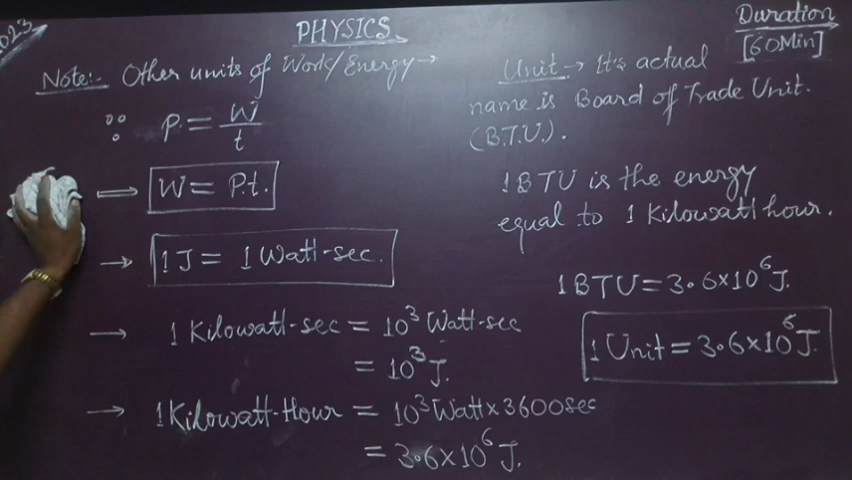 2023
PHYSICS
Duration
[60Min]
Note:- Other units of Work/Energy→
∵ P = W/t
⇒ W = P.t.
→ 1 J = 1 Watt-sec.
→ 1 Kilowatt-sec = 10³ Watt-sec
= 10³ J.
→ 1 Kilowatt-Hour = 10³ Watt×3600sec
= 3.6×10⁶ J.
Unit → It's actual
name is Board of Trade Unit.
(B.T.U).
1 BTU is the energy
equal to 1 Kilowatt hour.
1 BTU = 3.6×10⁶ J.
1 Unit = 3.6×10⁶ J.